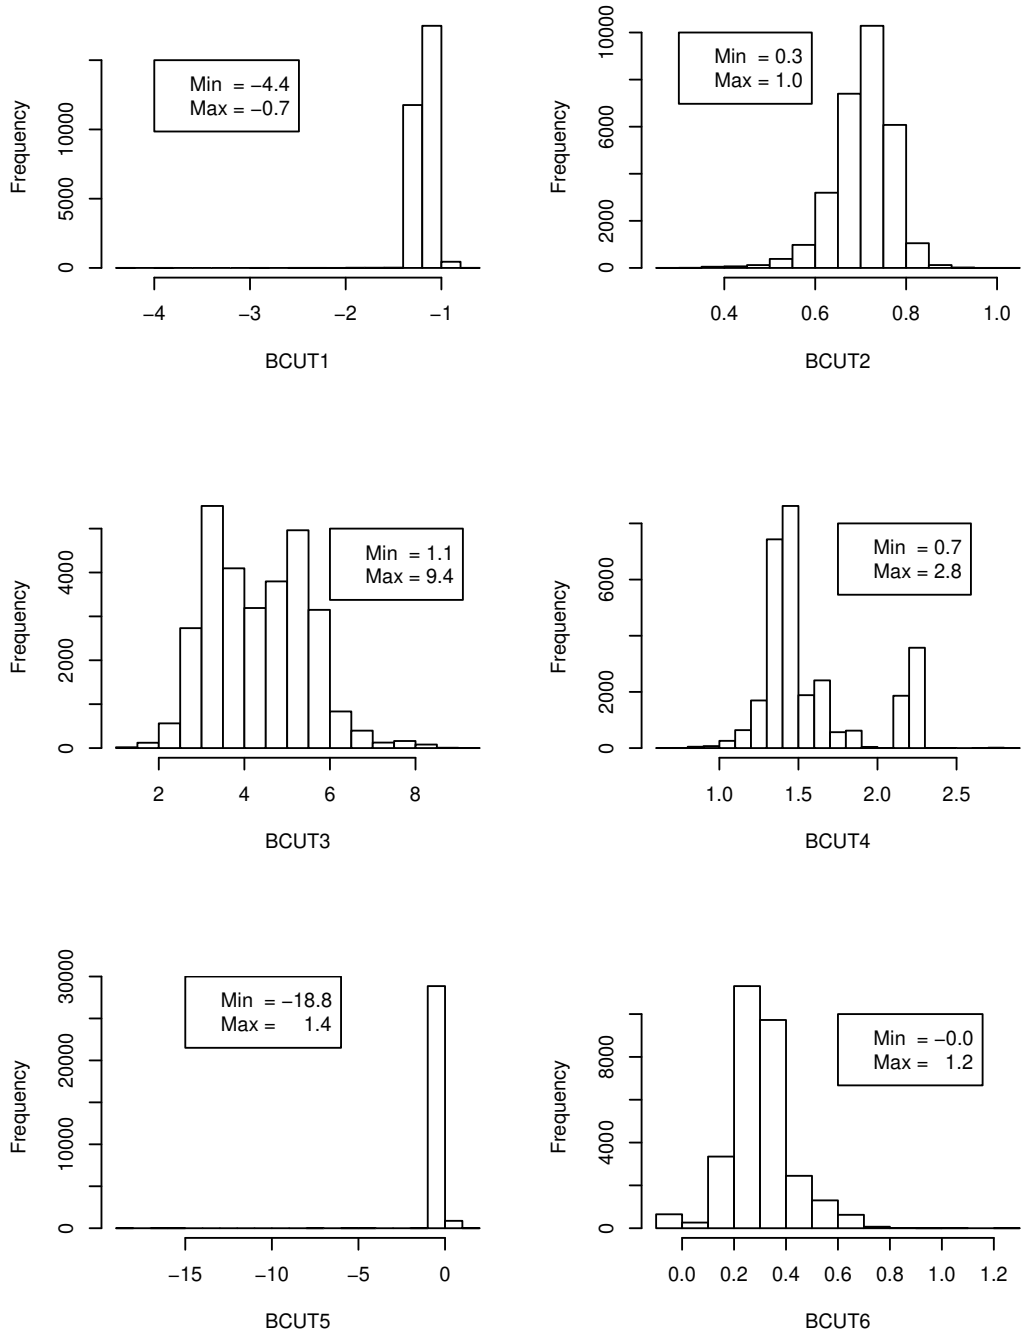 Frequency
0
5000
10000
Min = −4.4
Max = −0.7
−4
−3
−2
−1
BCUT1
Frequency
0
2000
6000
10000
Min = 0.3
Max = 1.0
0.4
0.6
0.8
1.0
BCUT2
Frequency
0
2000
4000
Min = 1.1
Max = 9.4
2
4
6
8
BCUT3
Frequency
0
2000
6000
Min = 0.7
Max = 2.8
1.0
1.5
2.0
2.5
BCUT4
Frequency
0
10000
20000
30000
Min = −18.8
Max = 1.4
−15
−10
−5
0
BCUT5
Frequency
0
4000
8000
Min = −0.0
Max = 1.2
0.0
0.2
0.4
0.6
0.8
1.0
1.2
BCUT6